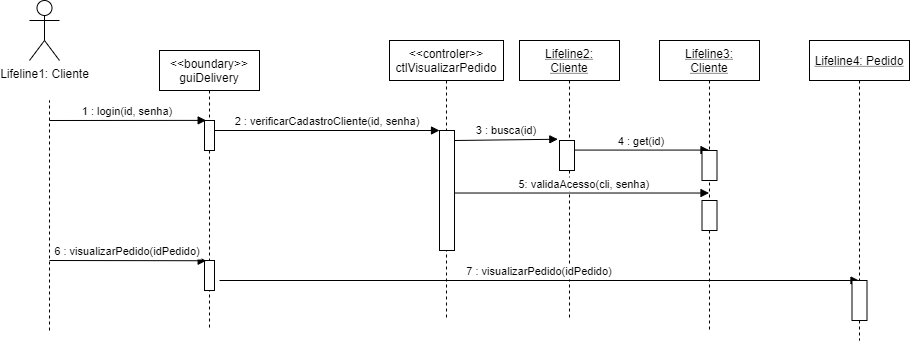 Lifeline1: Cliente
<<boundary>>
guiDelivery
<<controler>>
ctlVisualizarPedido
Lifeline2:
Cliente
Lifeline3:
Cliente
Lifeline4: Pedido
1 : login(id, senha)
2 : verificarCadastroCliente(id, senha)
3 : busca(id)
4 : get(id)
5: validaAcesso(cli, senha)
6 : visualizarPedido(idPedido)
7 : visualizarPedido(idPedido)